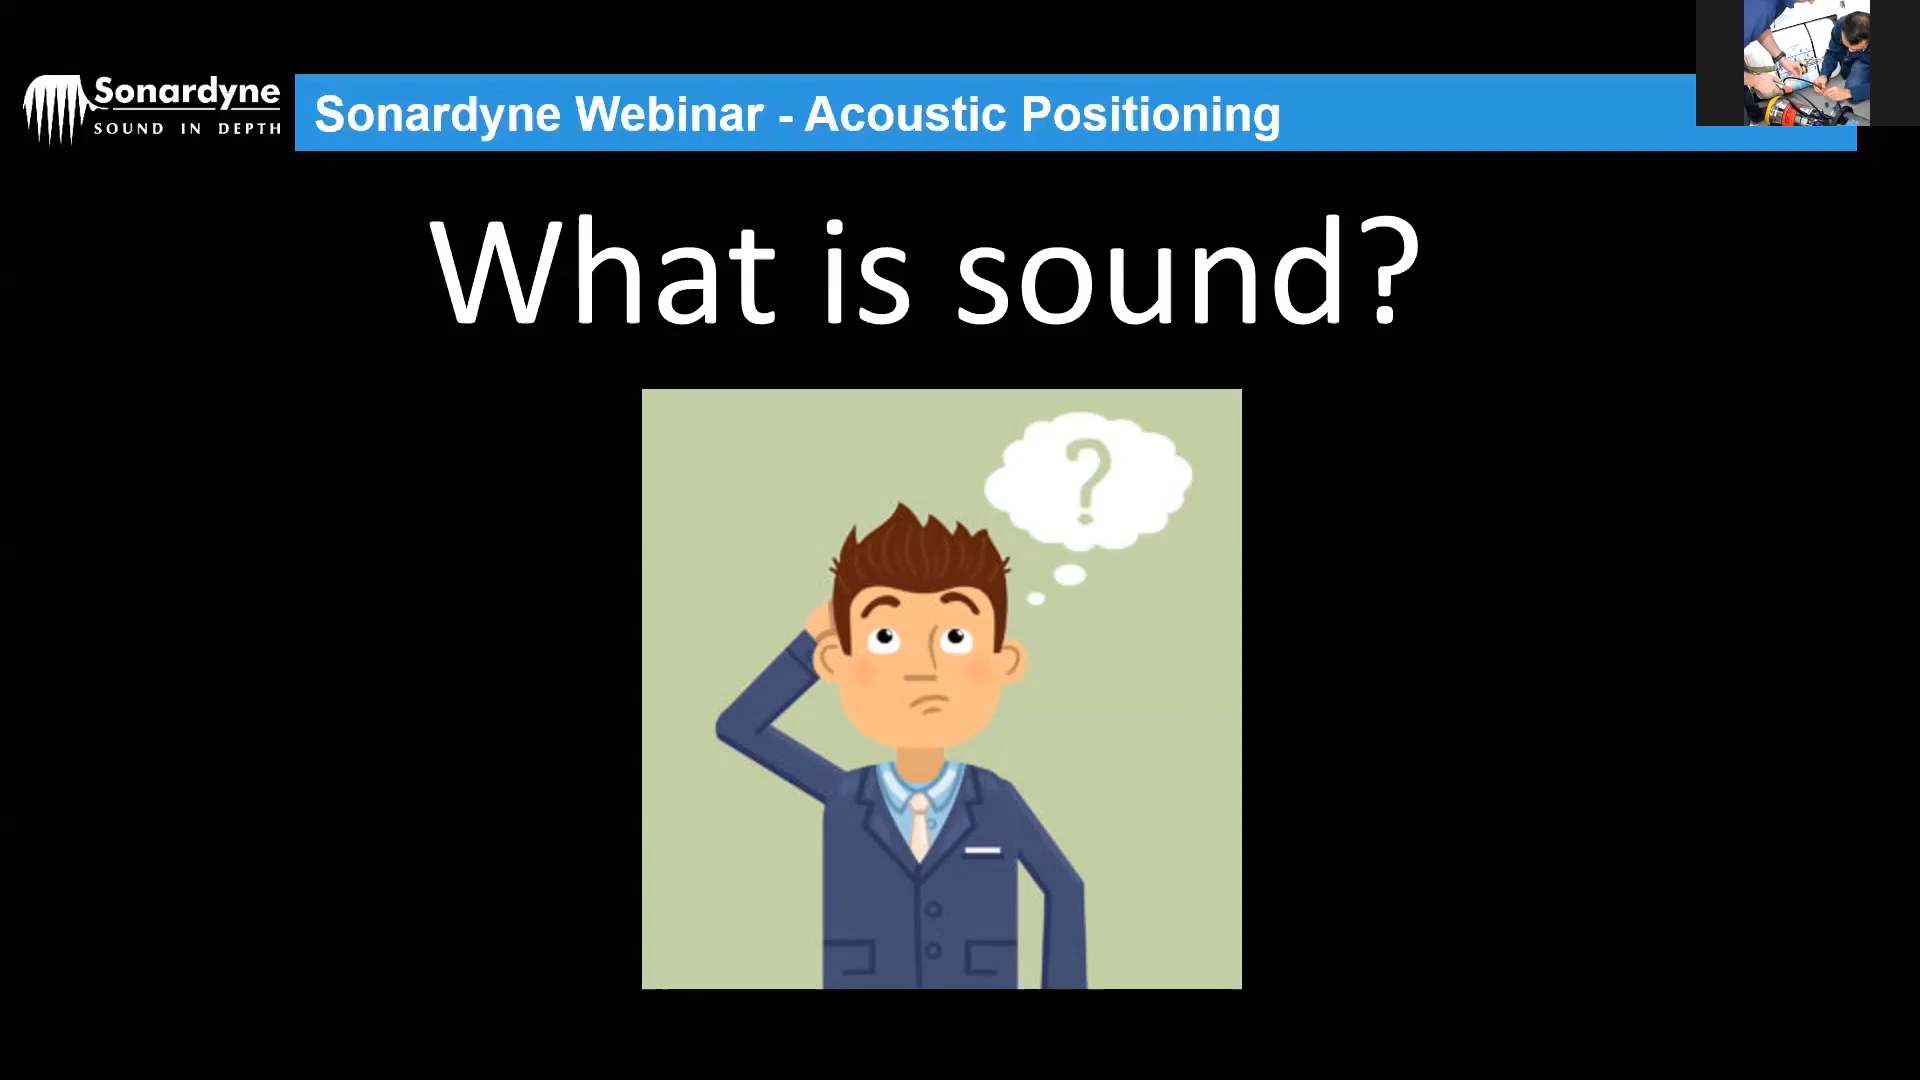 Sonardyne
SOUND IN DEPTH
Sonardyne Webinar - Acoustic Positioning
What is sound?
?